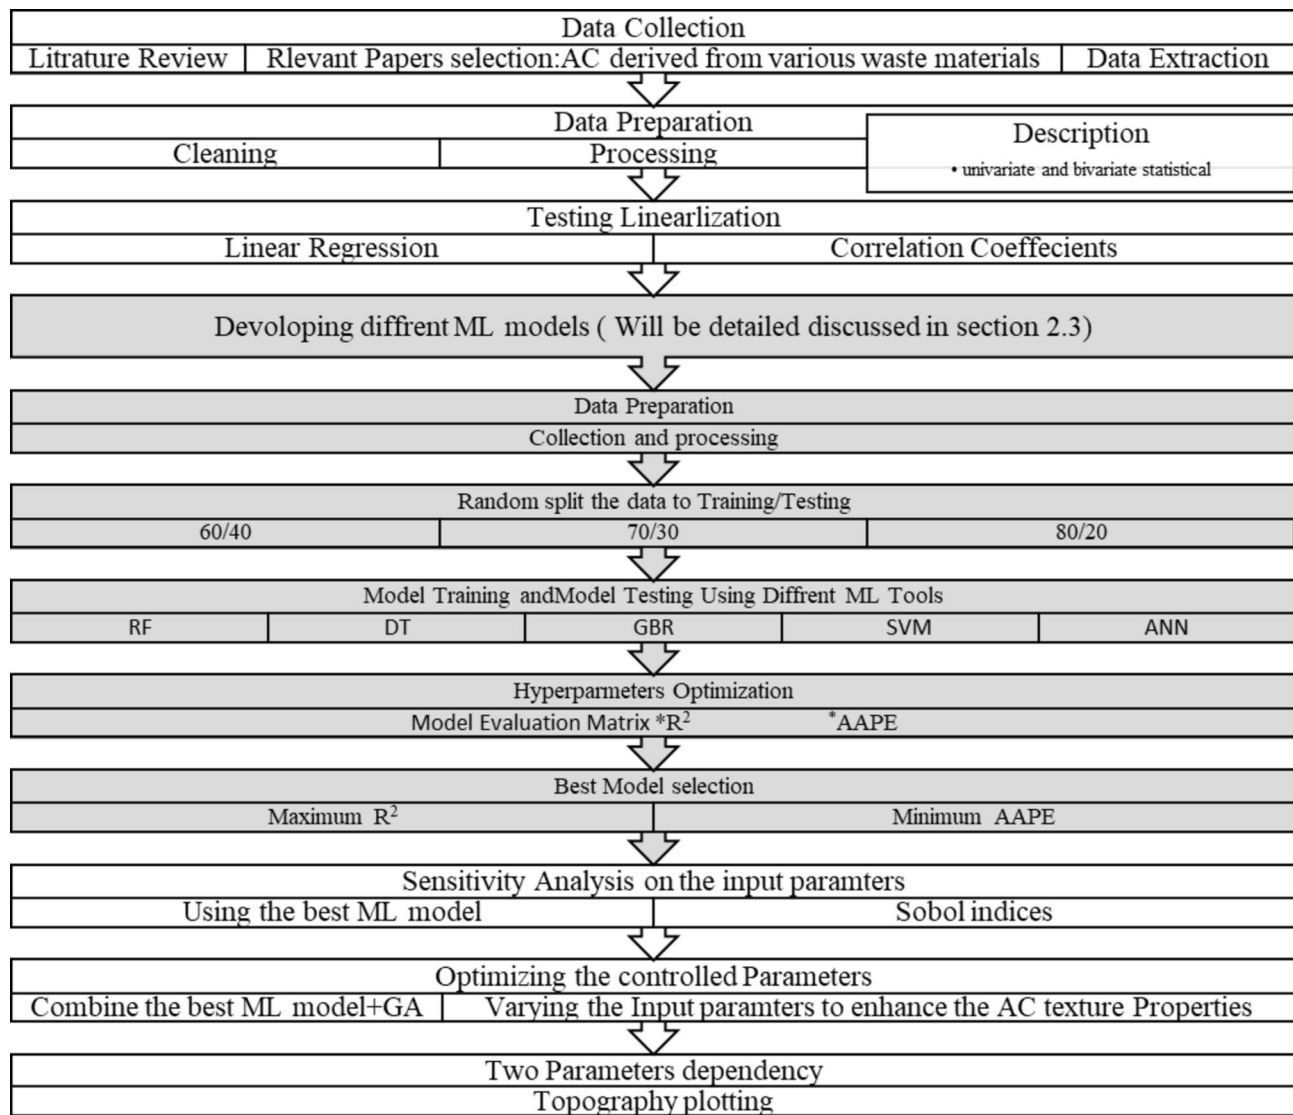 Data Collection
Litrature Review
Rlevant Papers selection:AC derived from various waste materials
Data Extraction
Data Preparation
Cleaning
Processing
Description
• univariate and bivariate statistical
Testing Linearlization
Linear Regression
Correlation Coeffecients
Devoloping diffrent ML models ( Will be detailed discussed in section 2.3)
Data Preparation
Collection and processing
Random split the data to Training/Testing
60/40
70/30
80/20
Model Training andModel Testing Using Diffrent ML Tools
RF
DT
GBR
SVM
ANN
Hyperparmeters Optimization
Model Evaluation Matrix *R²
*AAPE
Best Model selection
Maximum R²
Minimum AAPE
Sensitivity Analysis on the input paramters
Using the best ML model
Sobol indices
Optimizing the controlled Parameters
Combine the best ML model+GA
Varying the Input paramters to enhance the AC texture Properties
Two Parameters dependency
Topography plotting